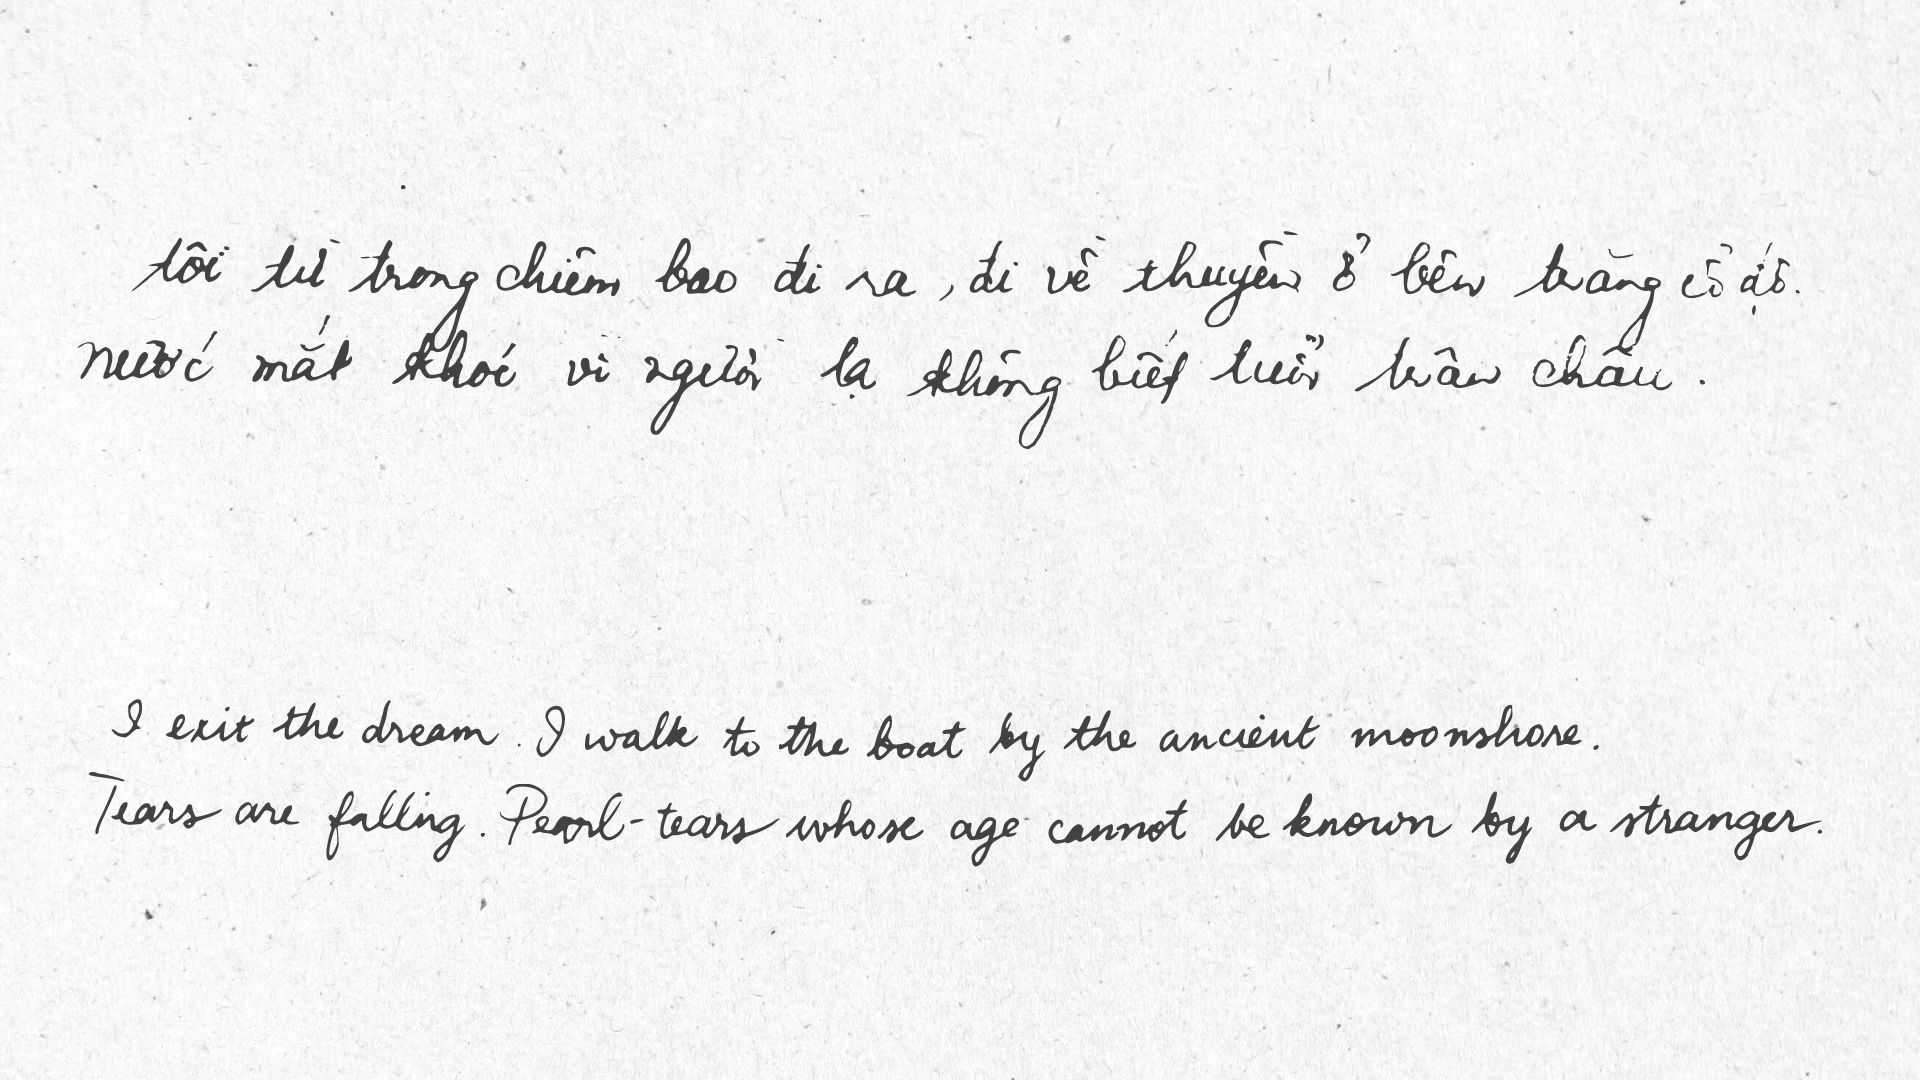 tôi từ trong chiêm bao đi ra, đi về thuyền ở bên trăng cổ độ.
Nước mắt khóc vì người lạ không biết tuổi trân châu.
I exit the dream. I walk to the boat by the ancient moonshore.
Tears are falling. Pearl-tears whose age cannot be known by a stranger.